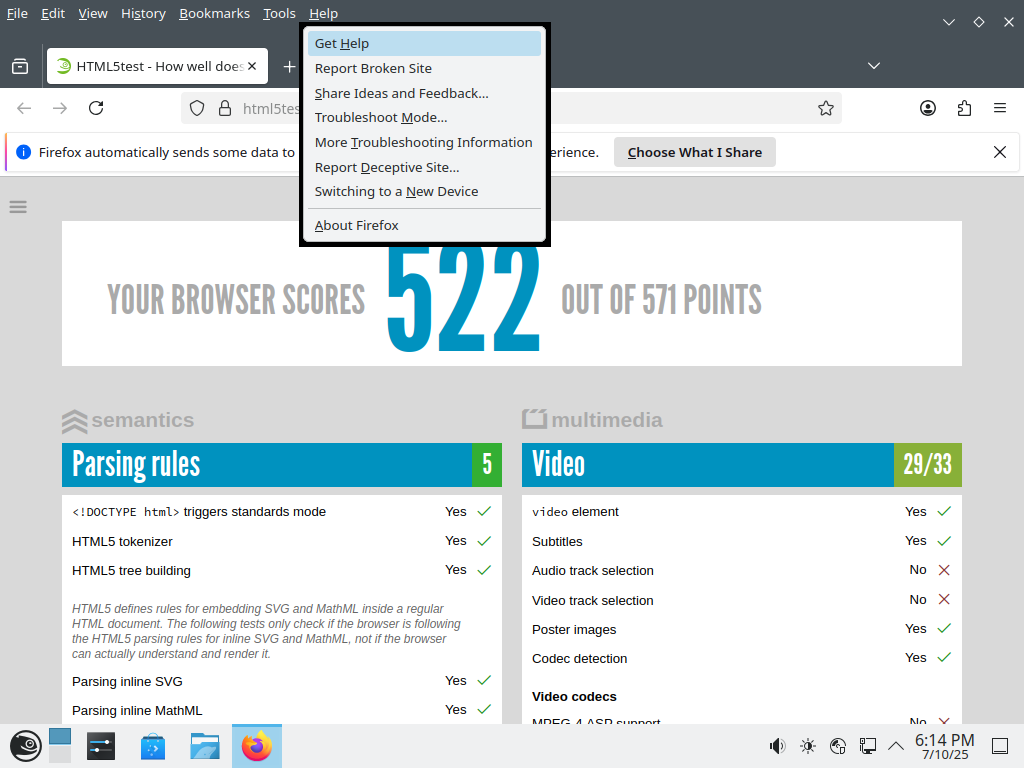 File Edit View History Bookmarks Tools Help
HTML5test - How well does
html5tes
Firefox automatically sends some data to
erience.
Choose What I Share
Get Help
Report Broken Site
Share Ideas and Feedback...
Troubleshoot Mode...
More Troubleshooting Information
Report Deceptive Site...
Switching to a New Device
About Firefox
YOUR BROWSER SCORES 522 OUT OF 571 POINTS
semantics
Parsing rules 5
<!DOCTYPE html> triggers standards mode Yes
HTML5 tokenizer Yes
HTML5 tree building Yes
HTML5 defines rules for embedding SVG and MathML inside a regular
HTML document. The following tests only check if the browser is following
the HTML5 parsing rules for inline SVG and MathML, not if the browser
can actually understand and render it.
Parsing inline SVG Yes
Parsing inline MathML Yes
multimedia
Video 29/33
video element Yes
Subtitles Yes
Audio track selection No
Video track selection No
Poster images Yes
Codec detection Yes
Video codecs
MPEG-4 ASP support No
6:14 PM
7/10/25